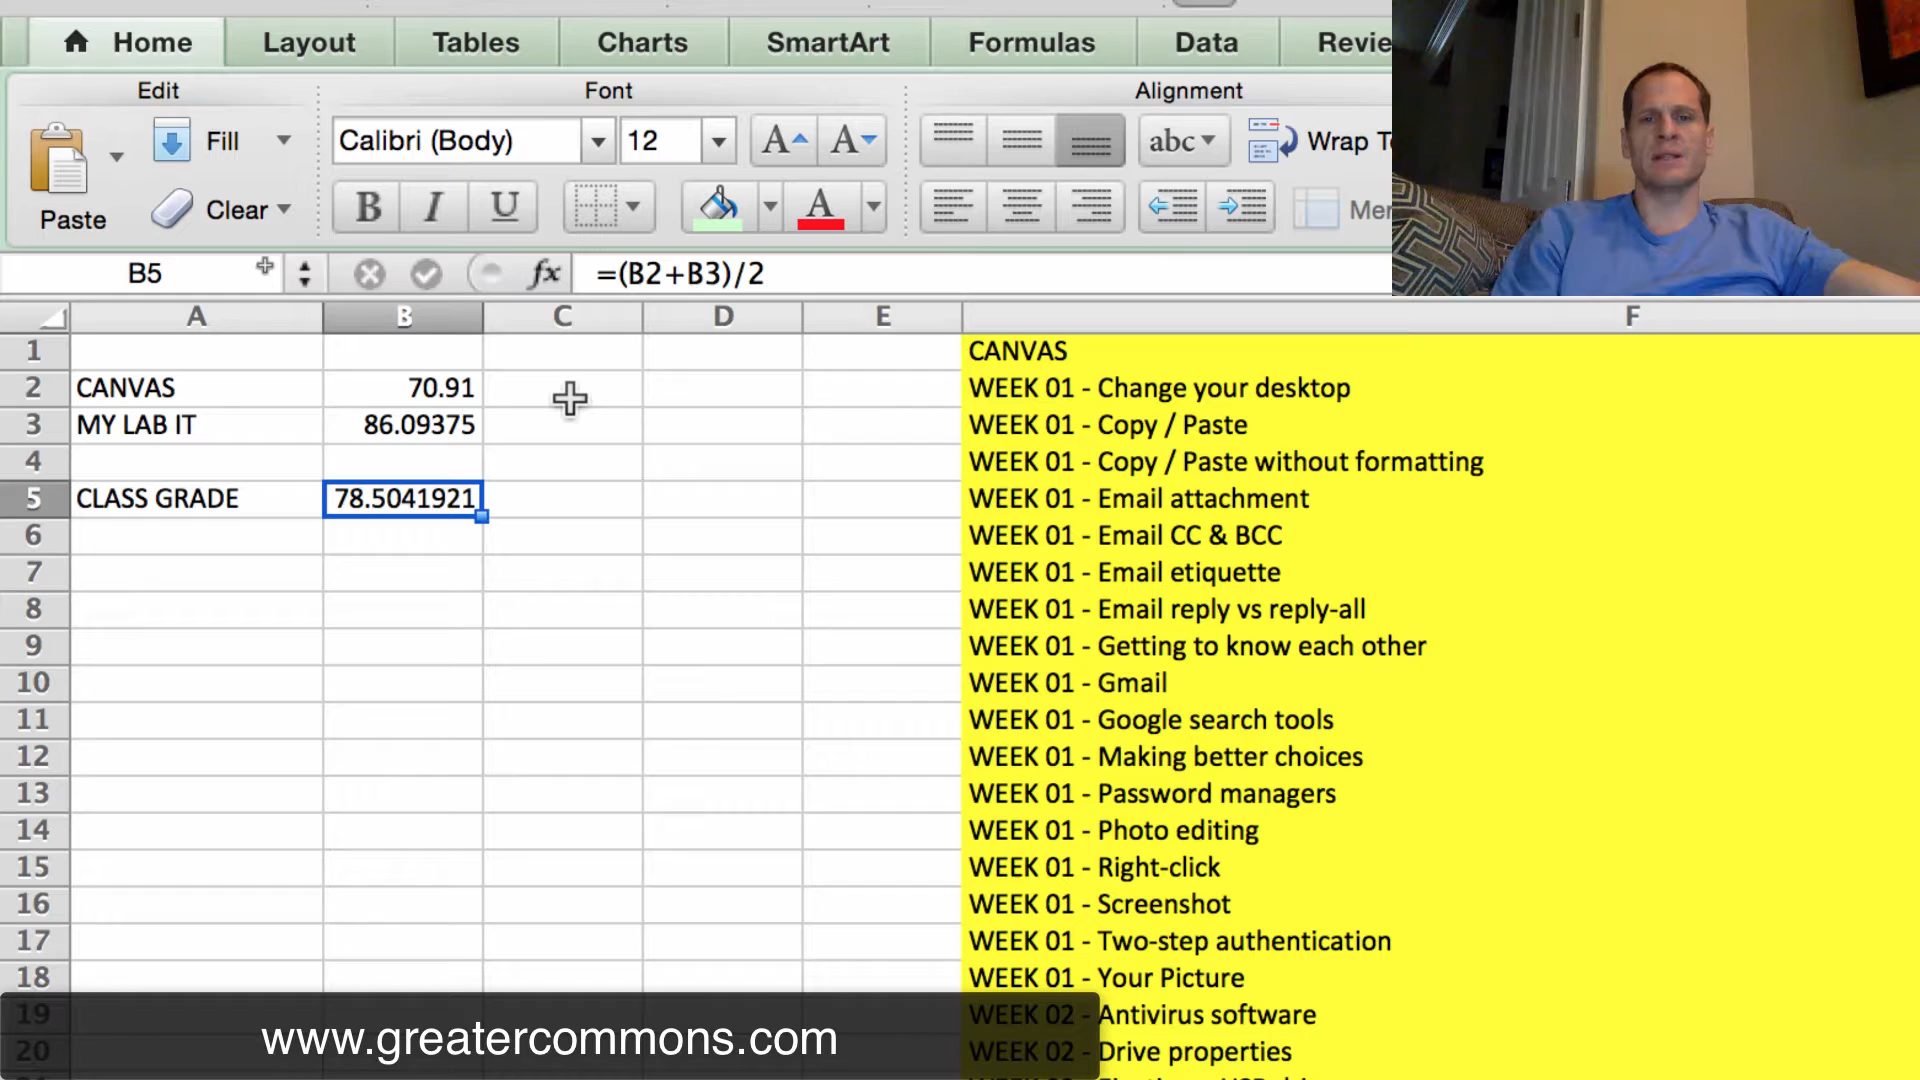 Home Layout Tables Charts SmartArt Formulas Data Revie
Edit Font Alignment
Paste Fill Clear
Calibri (Body) 12 A A abc Wrap T
B I U A Mer
B5 fx =(B2+B3)/2
A B C D E F
1 CANVAS
2 CANVAS 70.91 WEEK 01 - Change your desktop
3 MY LAB IT 86.09375 WEEK 01 - Copy / Paste
4 WEEK 01 - Copy / Paste without formatting
5 CLASS GRADE 78.5041921 WEEK 01 - Email attachment
6 WEEK 01 - Email CC & BCC
7 WEEK 01 - Email etiquette
8 WEEK 01 - Email reply vs reply-all
9 WEEK 01 - Getting to know each other
10 WEEK 01 - Gmail
11 WEEK 01 - Google search tools
12 WEEK 01 - Making better choices
13 WEEK 01 - Password managers
14 WEEK 01 - Photo editing
15 WEEK 01 - Right-click
16 WEEK 01 - Screenshot
17 WEEK 01 - Two-step authentication
18 WEEK 01 - Your Picture
19 WEEK 02 - Antivirus software
20 WEEK 02 - Drive properties
www.greatercommons.com